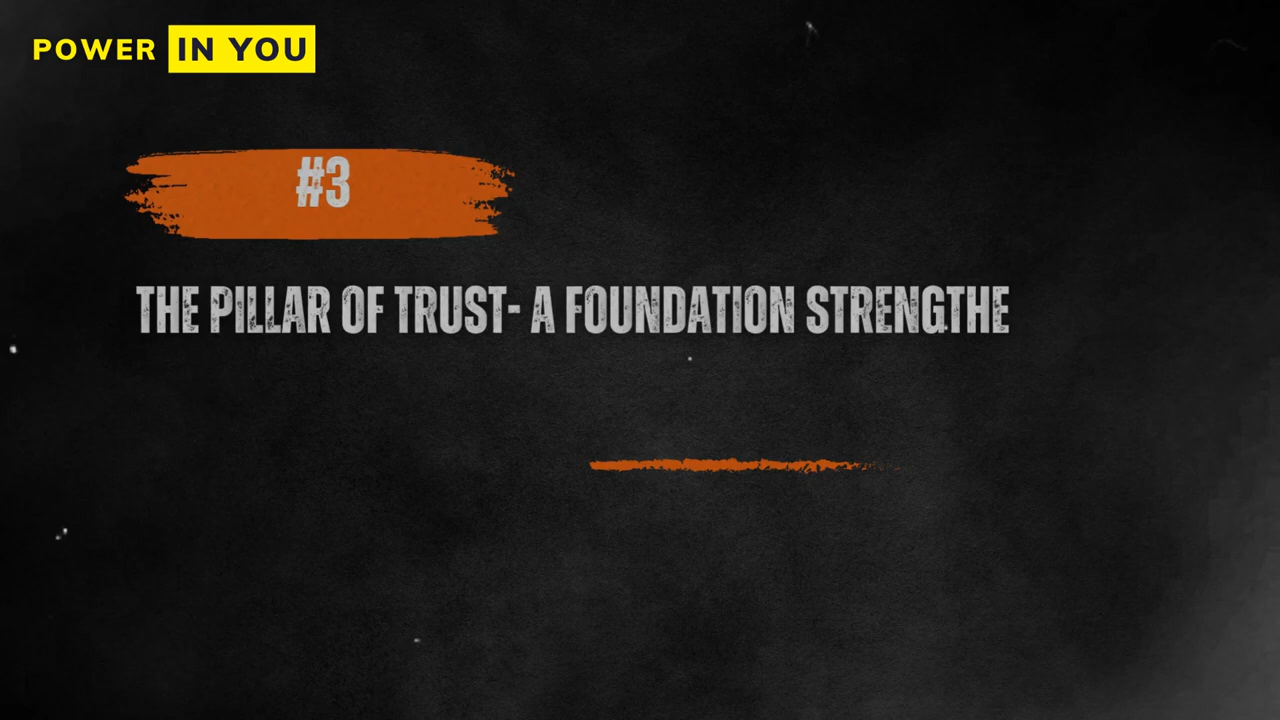 POWER IN YOU
#3
THE PILLAR OF TRUST- A FOUNDATION STRENGTHE